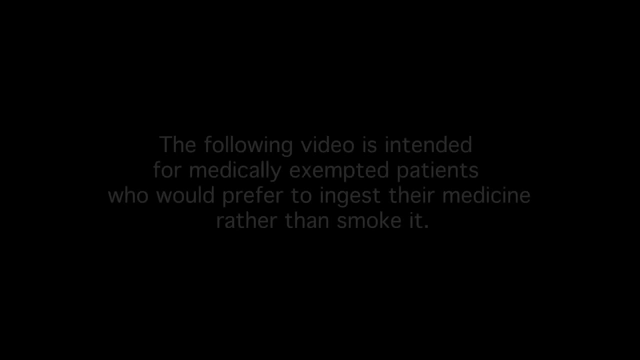 The following video is intended
for medically exempted patients
who would prefer to ingest their medicine
rather than smoke it.